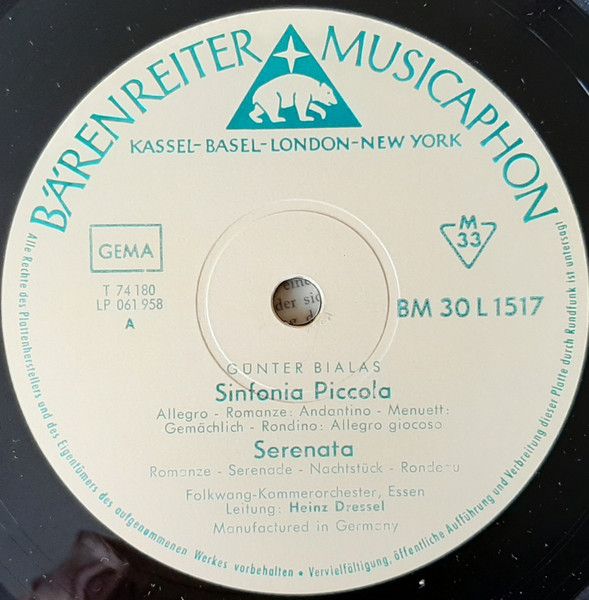 BÄRENREITER MUSICAPHON
KASSEL-BASEL-LONDON-NEW YORK
GEMA
M
33
T 74 180
LP 061 958
A
BM 30 L 1517
GÜNTER BIALAS
Sinfonia Piccola
Allegro - Romanze: Andantino - Menuett:
Gemächlich - Rondino: Allegro giocoso
Serenata
Romanze - Serenade - Nachtstück - Rondeau
Folkwang-Kammerorchester, Essen
Leitung: Heinz Dressel
Manufactured in Germany
Alle Rechte des Plattenherstellers und des Eigentümers des aufgenommenen Werkes vorbehalten • Vervielfältigung, öffentliche Aufführung und Verbreitung dieser Platte durch Rundfunk ist untersagt
der sic